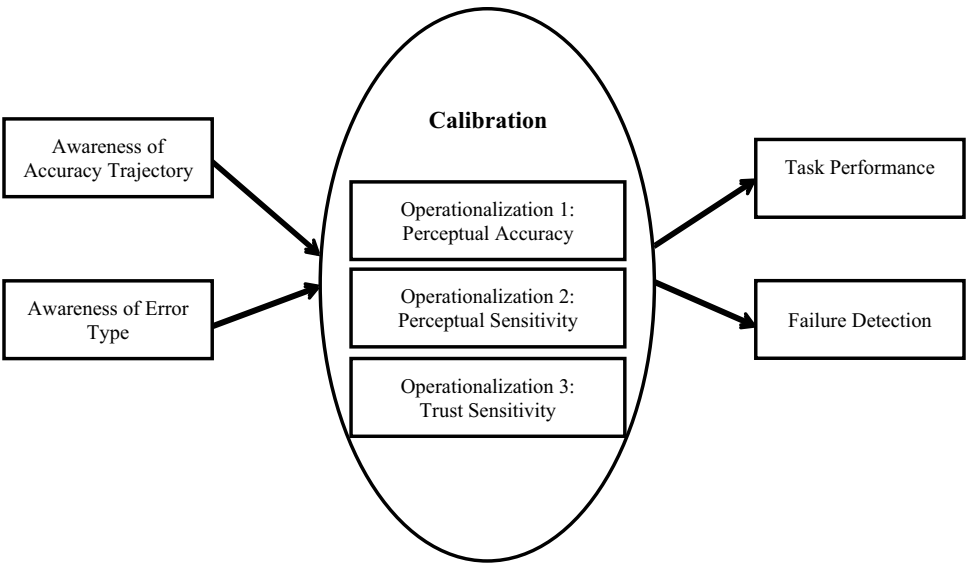 Awareness of
Accuracy Trajectory
Awareness of Error
Type
Calibration
Operationalization 1:
Perceptual Accuracy
Operationalization 2:
Perceptual Sensitivity
Operationalization 3:
Trust Sensitivity
Task Performance
Failure Detection